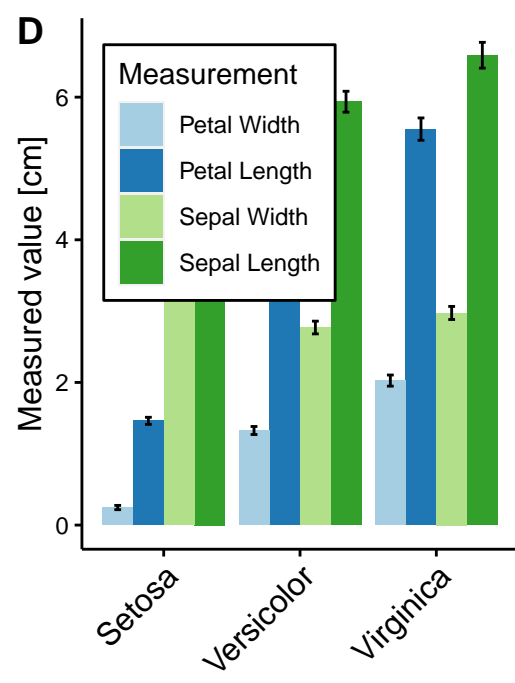 D
Measured value [cm]
6
4
2
0
Measurement
Petal Width
Petal Length
Sepal Width
Sepal Length
Setosa
Versicolor
Virginica